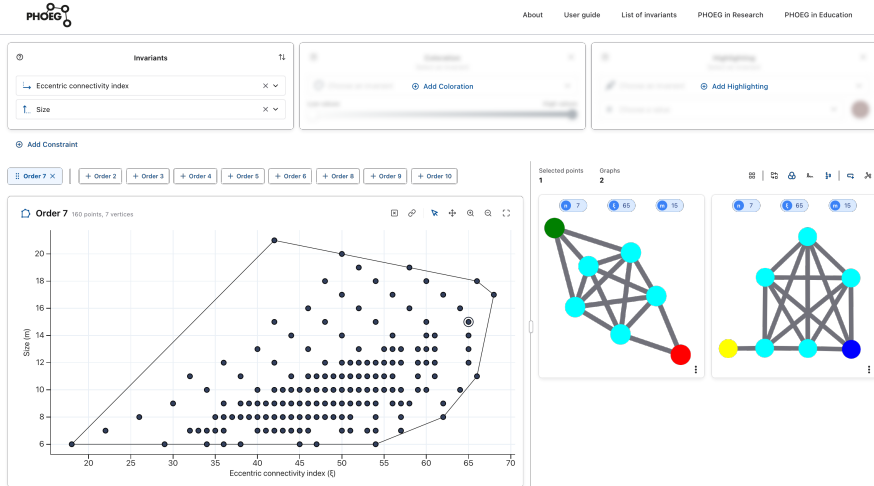 PHOEG
About User guide List of invariants PHOEG in Research PHOEG in Education
Invariants
Eccentric connectivity index
Size
Add Coloration
Add Highlighting
Add Constraint
Order 7 Order 2 Order 3 Order 4 Order 5 Order 6 Order 8 Order 9 Order 10
Selected points Graphs
1 2
Order 7 160 points, 7 vertices
n 7 ξ 65 m 15
n 7 ξ 65 m 15
Size (m)
20
18
16
14
12
10
8
6
20 25 30 35 40 45 50 55 60 65 70
Eccentric connectivity index (ξ)